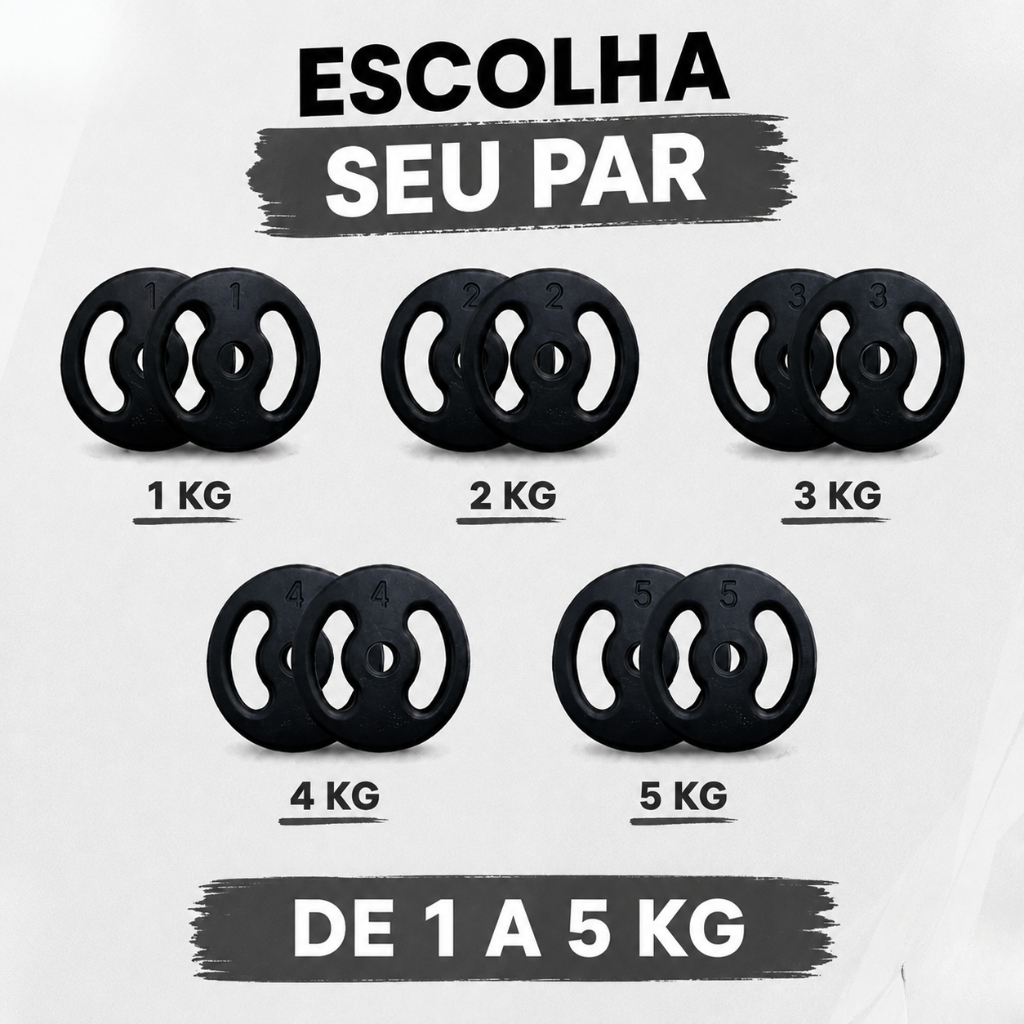 ESCOLHA
SEU PAR
1 1
2 2
3 3
1 KG
2 KG
3 KG
4 4
5 5
4 KG
5 KG
DE 1 A 5 KG